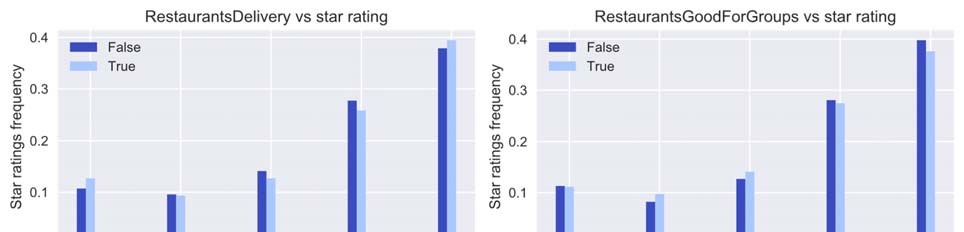 RestaurantsDelivery vs star rating
Star ratings frequency
0.4
0.3
0.2
0.1
False
True
RestaurantsGoodForGroups vs star rating
Star ratings frequency
0.4
0.3
0.2
0.1
False
True